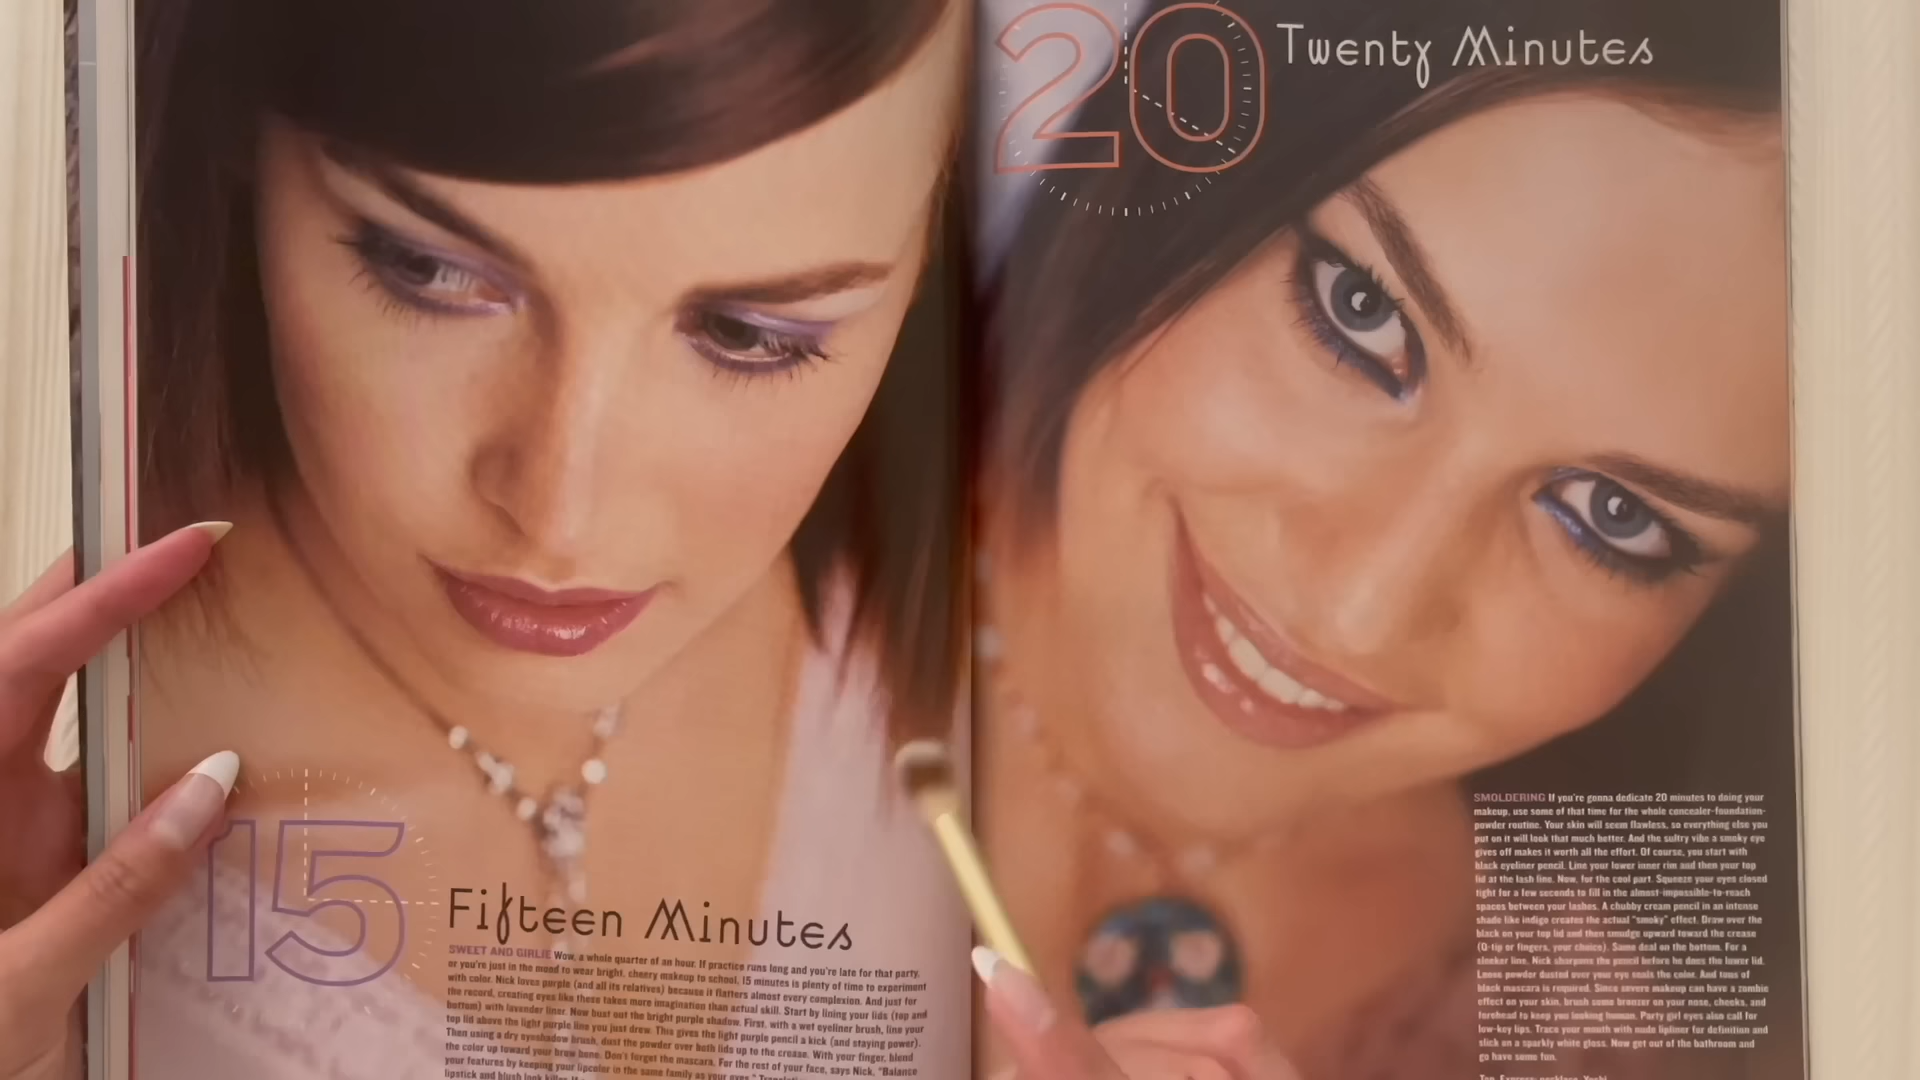 15
Fifteen Minutes
SWEET AND GIRLIE Wow, a whole quarter of an hour. If practice runs long and you're late for that party,
or you're just in the mood to wear bright, cheery makeup to school, 15 minutes is plenty of time to experiment
with color. Nick loves purple (and all its relatives) because it flatters almost every complexion. And just for
the record, creating eyes like these takes more imagination than actual skill. Start by lining your lids (top and
bottom) with lavender liner. Now bust out the bright purple shadow. First, with a wet eyeliner brush, line your
top lid above the light purple line you just drew. This gives the light purple pencil a kick (and staying power).
Then using a dry eyeshadow brush, dust the powder over both lids up to the crease. With your finger, blend
the color up toward your brow bone. Don't forget the mascara. For the rest of your face, says Nick, "Balance
your features by keeping your lipcolor in the same family as your eyes."
lipstick and blush look
20
Twenty Minutes
SMOLDERING If you're gonna dedicate 20 minutes to doing your
makeup, use some of that time for the whole concealer-foundation-
powder routine. Your skin will seem flawless, so everything else you
put on it will look that much better. And the sultry vibe a smoky eye
gives off makes it worth all the effort. Of course, you start with
black eyeliner pencil. Line your lower inner rim and then your top
lid at the lash line. Now, for the cool part. Squeeze your eyes closed
tight for a few seconds to fill in the almost-impossible-to-reach
spaces between your lashes. A chubby cream pencil in an intense
shade like indigo creates the actual "smoky" effect. Draw over the
black on your top lid and then smudge upward toward the crease
(Q-tip or fingers, your choice). Same deal on the bottom. For a
sleeker line, Nick sharpens the pencil before he does the lower lid.
Loose powder dusted over your eye seals the color. And tons of
black mascara is required. Since severe makeup can have a zombie
effect on your skin, brush some bronzer on your nose, cheeks, and
forehead to keep you looking human. Party girl eyes also call for
low-key lips. Trace your mouth with nude lipliner for definition and
slick on a sparkly white gloss. Now get out of the bathroom and
go have some fun.
Top, Express; necklace,